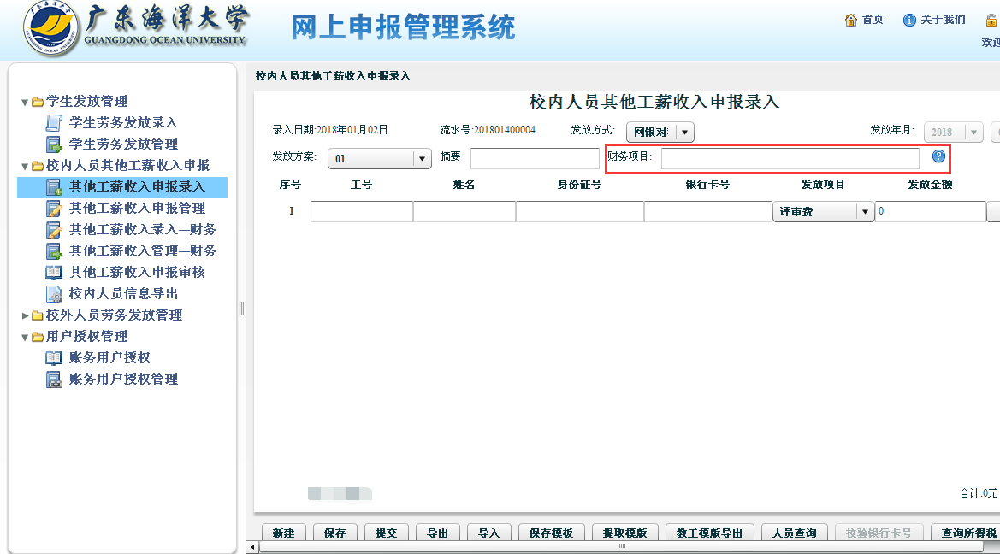 广东海洋大学
GUANGDONG OCEAN UNIVERSITY
网上申报管理系统
首页 关于我们
欢迎
学生发放管理
学生劳务发放录入
学生劳务发放管理
校内人员其他工薪收入申报
其他工薪收入申报录入
其他工薪收入申报管理
其他工薪收入录入—财务
其他工薪收入管理—财务
其他工薪收入申报审核
校内人员信息导出
校外人员劳务发放管理
用户授权管理
账务用户授权
账务用户授权管理
校内人员其他工薪收入申报录入
校内人员其他工薪收入申报录入
录入日期:2018年01月02日 流水号:201801400004 发放方式: 网银对 发放年月: 2018
发放方案: 01 摘要 财务项目:
序号 工号 姓名 身份证号 银行卡号 发放项目 发放金额
1 评审费 0
合计:0元
新建 保存 提交 导出 导入 保存模板 提取模版 教工模版导出 人员查询 校验银行卡号 查询所得税